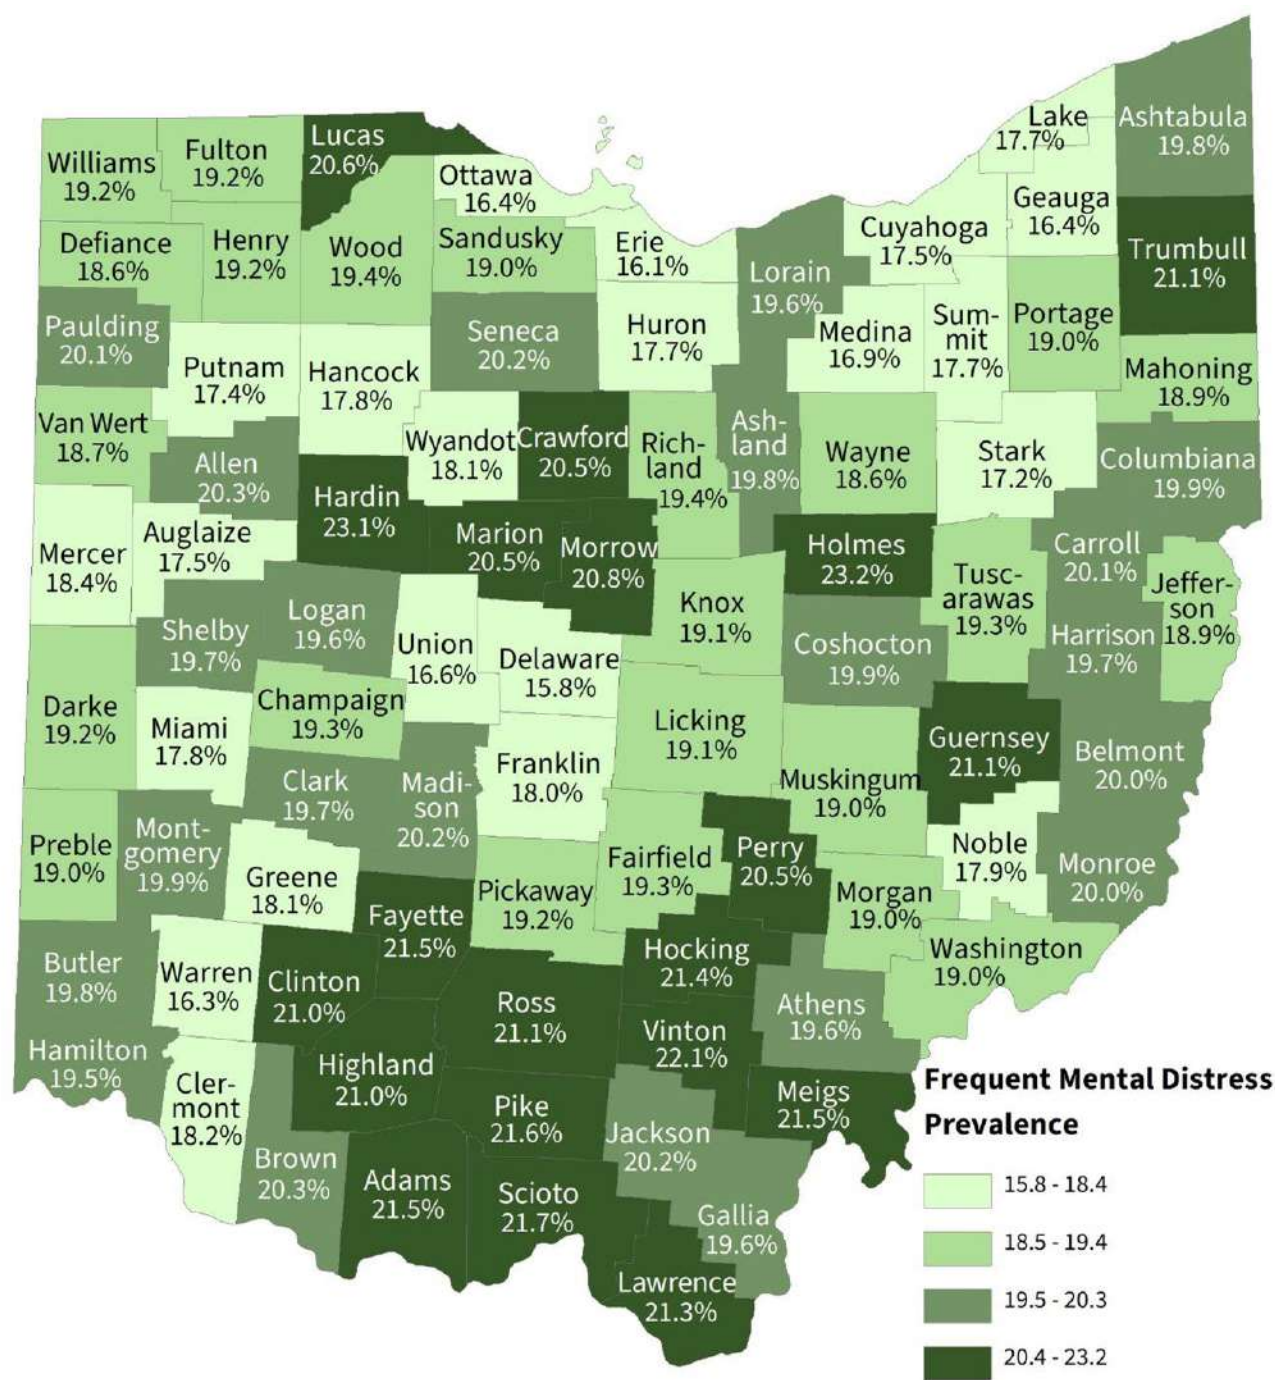 Lake
17.7%
Ashtabula
19.8%
Lucas
20.6%
Williams
19.2%
Fulton
19.2%
Ottawa
16.4%
Geauga
16.4%
Cuyahoga
17.5%
Trumbull
21.1%
Defiance
18.6%
Henry
19.2%
Wood
19.4%
Sandusky
19.0%
Erie
16.1%
Lorain
19.6%
Paulding
20.1%
Seneca
20.2%
Huron
17.7%
Medina
16.9%
Sum-
mit
17.7%
Portage
19.0%
Mahoning
18.9%
Putnam
17.4%
Hancock
17.8%
Van Wert
18.7%
Allen
20.3%
Wyandot
18.1%
Crawford
20.5%
Rich-
land
19.4%
Ash-
land
19.8%
Wayne
18.6%
Stark
17.2%
Columbiana
19.9%
Hardin
23.1%
Mercer
18.4%
Auglaize
17.5%
Marion
20.5%
Morrow
20.8%
Holmes
23.2%
Carroll
20.1%
Tusc-
arawas
19.3%
Jeffer-
son
18.9%
Logan
19.6%
Shelby
19.7%
Union
16.6%
Delaware
15.8%
Knox
19.1%
Coshocton
19.9%
Harrison
19.7%
Darke
19.2%
Miami
17.8%
Champaign
19.3%
Licking
19.1%
Guernsey
21.1%
Belmont
20.0%
Franklin
18.0%
Clark
19.7%
Madi-
son
20.2%
Muskingum
19.0%
Preble
19.0%
Mont-
gomery
19.9%
Greene
18.1%
Fairfield
19.3%
Perry
20.5%
Noble
17.9%
Monroe
20.0%
Pickaway
19.2%
Morgan
19.0%
Fayette
21.5%
Washington
19.0%
Hocking
21.4%
Butler
19.8%
Warren
16.3%
Clinton
21.0%
Ross
21.1%
Athens
19.6%
Vinton
22.1%
Hamilton
19.5%
Highland
21.0%
Cler-
mont
18.2%
Pike
21.6%
Meigs
21.5%
Jackson
20.2%
Brown
20.3%
Adams
21.5%
Scioto
21.7%
Gallia
19.6%
Lawrence
21.3%
Frequent Mental Distress
Prevalence
15.8 - 18.4
18.5 - 19.4
19.5 - 20.3
20.4 - 23.2